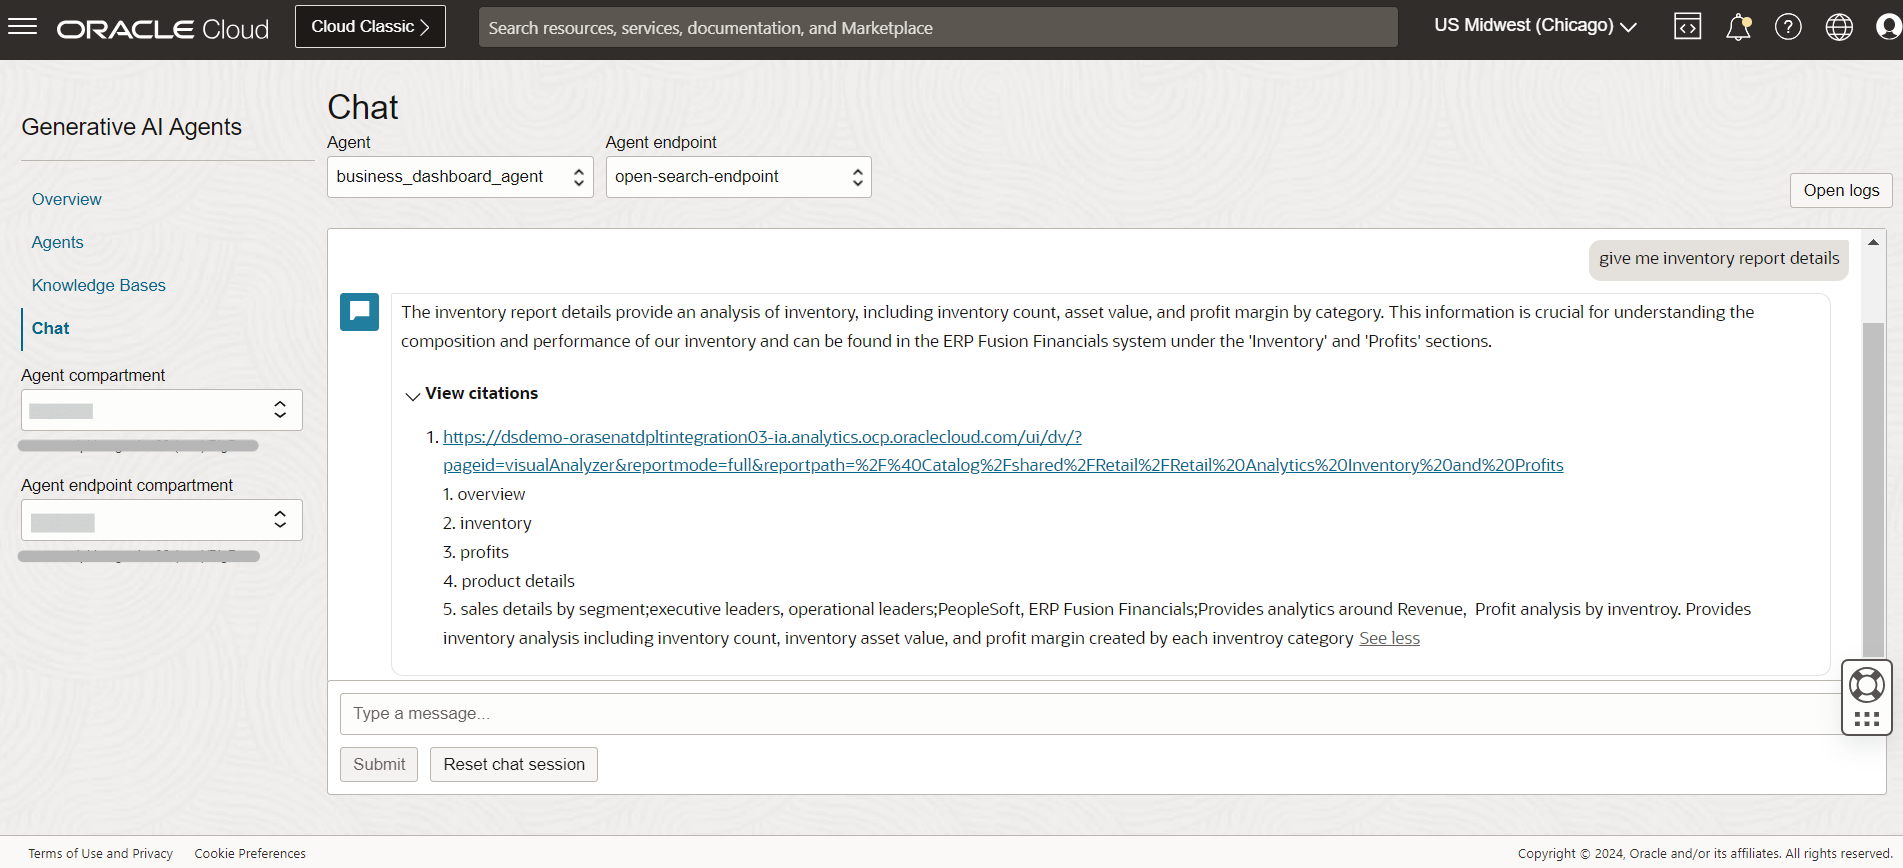 ORACLE Cloud
Cloud Classic
Search resources, services, documentation, and Marketplace
US Midwest (Chicago)
Generative AI Agents
Overview
Agents
Knowledge Bases
Chat
Agent compartment
Agent endpoint compartment
Chat
Agent
Agent endpoint
business_dashboard_agent
open-search-endpoint
Open logs
give me inventory report details
The inventory report details provide an analysis of inventory, including inventory count, asset value, and profit margin by category. This information is crucial for understanding the
composition and performance of our inventory and can be found in the ERP Fusion Financials system under the 'Inventory' and 'Profits' sections.
View citations
1. https://dsdemo-orasenatdpltintegration03-ia.analytics.ocp.oraclecloud.com/ui/dv/?
pageid=visualAnalyzer&reportmode=full&reportpath=%2F%40Catalog%2Fshared%2FRetail%2FRetail%20Analytics%20Inventory%20and%20Profits
1. overview
2. inventory
3. profits
4. product details
5. sales details by segment;executive leaders, operational leaders;PeopleSoft, ERP Fusion Financials;Provides analytics around Revenue, Profit analysis by inventroy. Provides
inventory analysis including inventory count, inventory asset value, and profit margin created by each inventroy category See less
Type a message...
Submit
Reset chat session
Terms of Use and Privacy
Cookie Preferences
Copyright © 2024, Oracle and/or its affiliates. All rights reserved.